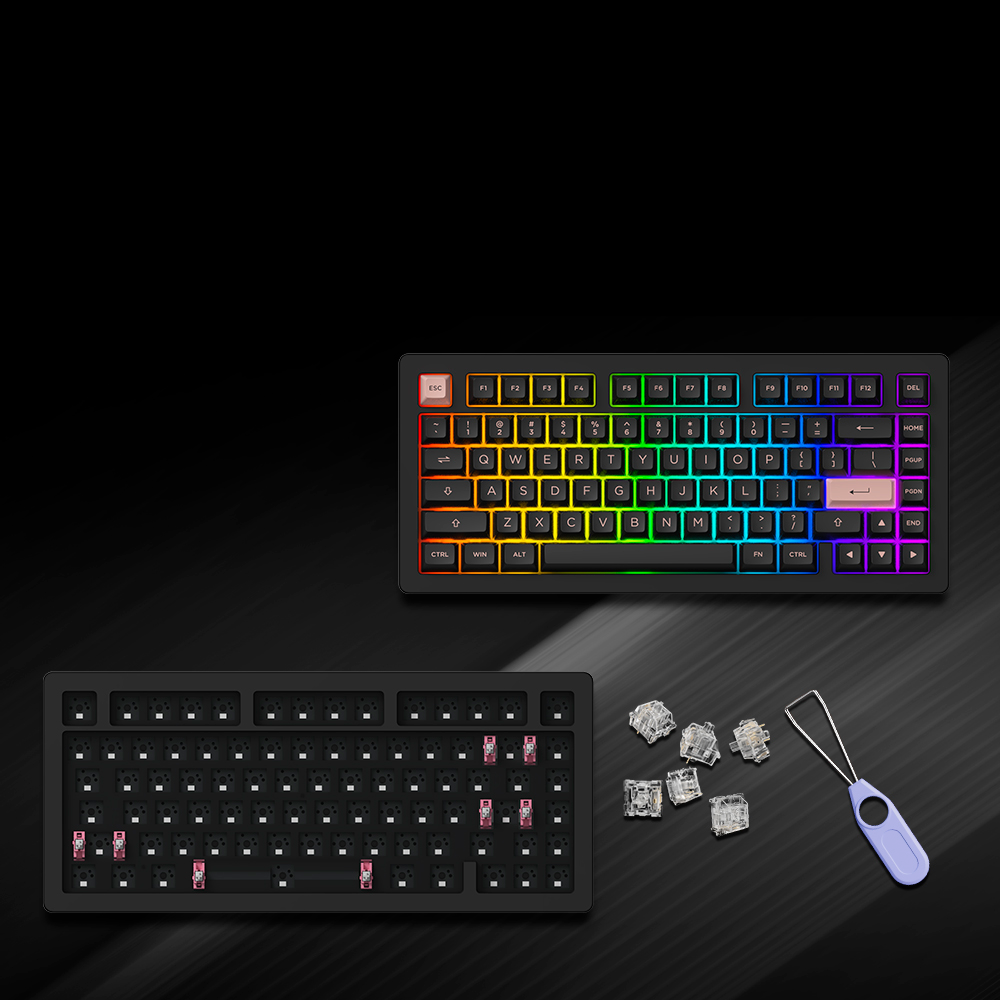 ESC F1 F2 F3 F4 F5 F6 F7 F8 F9 F10 F11 F12 DEL
~ ` ! 1 @ 2 # 3 $ 4 % 5 ^ 6 & 7 * 8 ( 9 ) 0 — - + = ← HOME
⇌ Q W E R T Y U I O P { [ } ] | \ PGUP
⇩ A S D F G H J K L : ; " ' ↵ PGDN
⇧ Z X C V B N M < , > . ? / ⇧ ▲ END
CTRL WIN ALT FN CTRL ◀ ▼ ▶